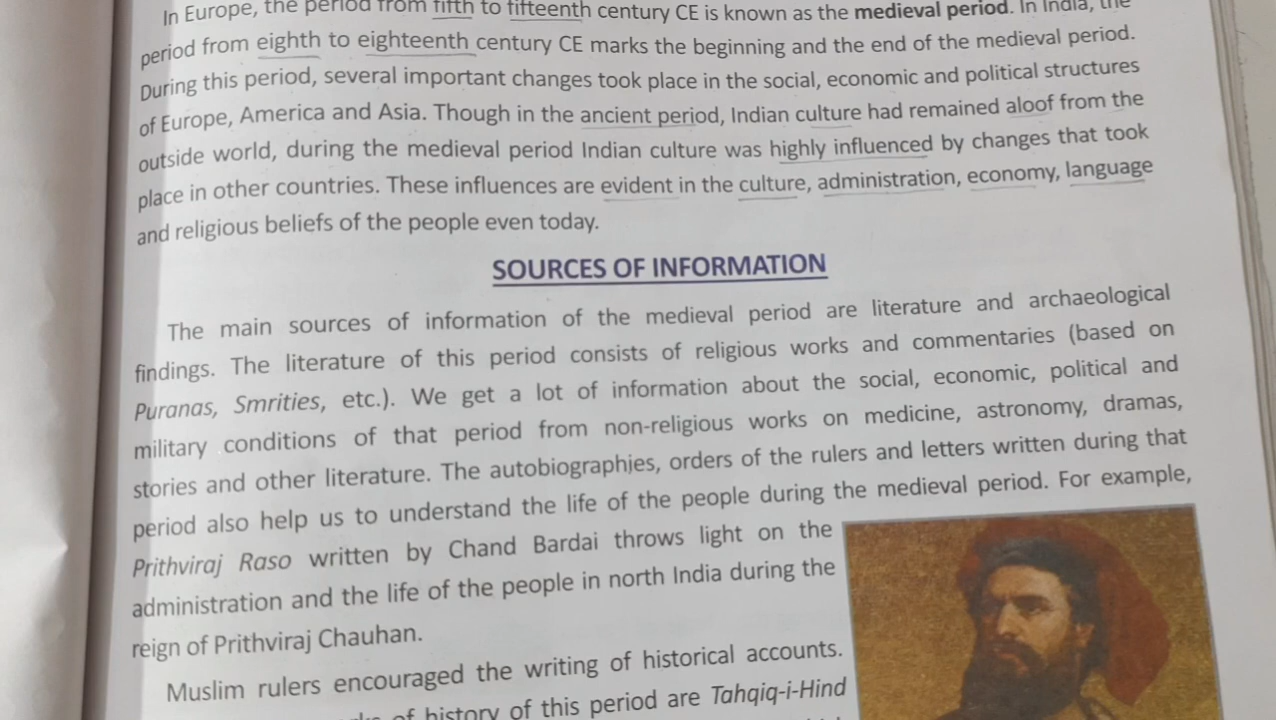 In Europe, the period from fifth to fifteenth century CE is known as the medieval period. In India, the
period from eighth to eighteenth century CE marks the beginning and the end of the medieval period.
During this period, several important changes took place in the social, economic and political structures
of Europe, America and Asia. Though in the ancient period, Indian culture had remained aloof from the
outside world, during the medieval period Indian culture was highly influenced by changes that took
place in other countries. These influences are evident in the culture, administration, economy, language
and religious beliefs of the people even today.
SOURCES OF INFORMATION
The main sources of information of the medieval period are literature and archaeological
findings. The literature of this period consists of religious works and commentaries (based on
Puranas, Smrities, etc.). We get a lot of information about the social, economic, political and
military conditions of that period from non-religious works on medicine, astronomy, dramas,
stories and other literature. The autobiographies, orders of the rulers and letters written during that
period also help us to understand the life of the people during the medieval period. For example,
Prithviraj Raso written by Chand Bardai throws light on the
administration and the life of the people in north India during the
reign of Prithviraj Chauhan.
Muslim rulers encouraged the writing of historical accounts.
of history of this period are Tahqiq-i-Hind